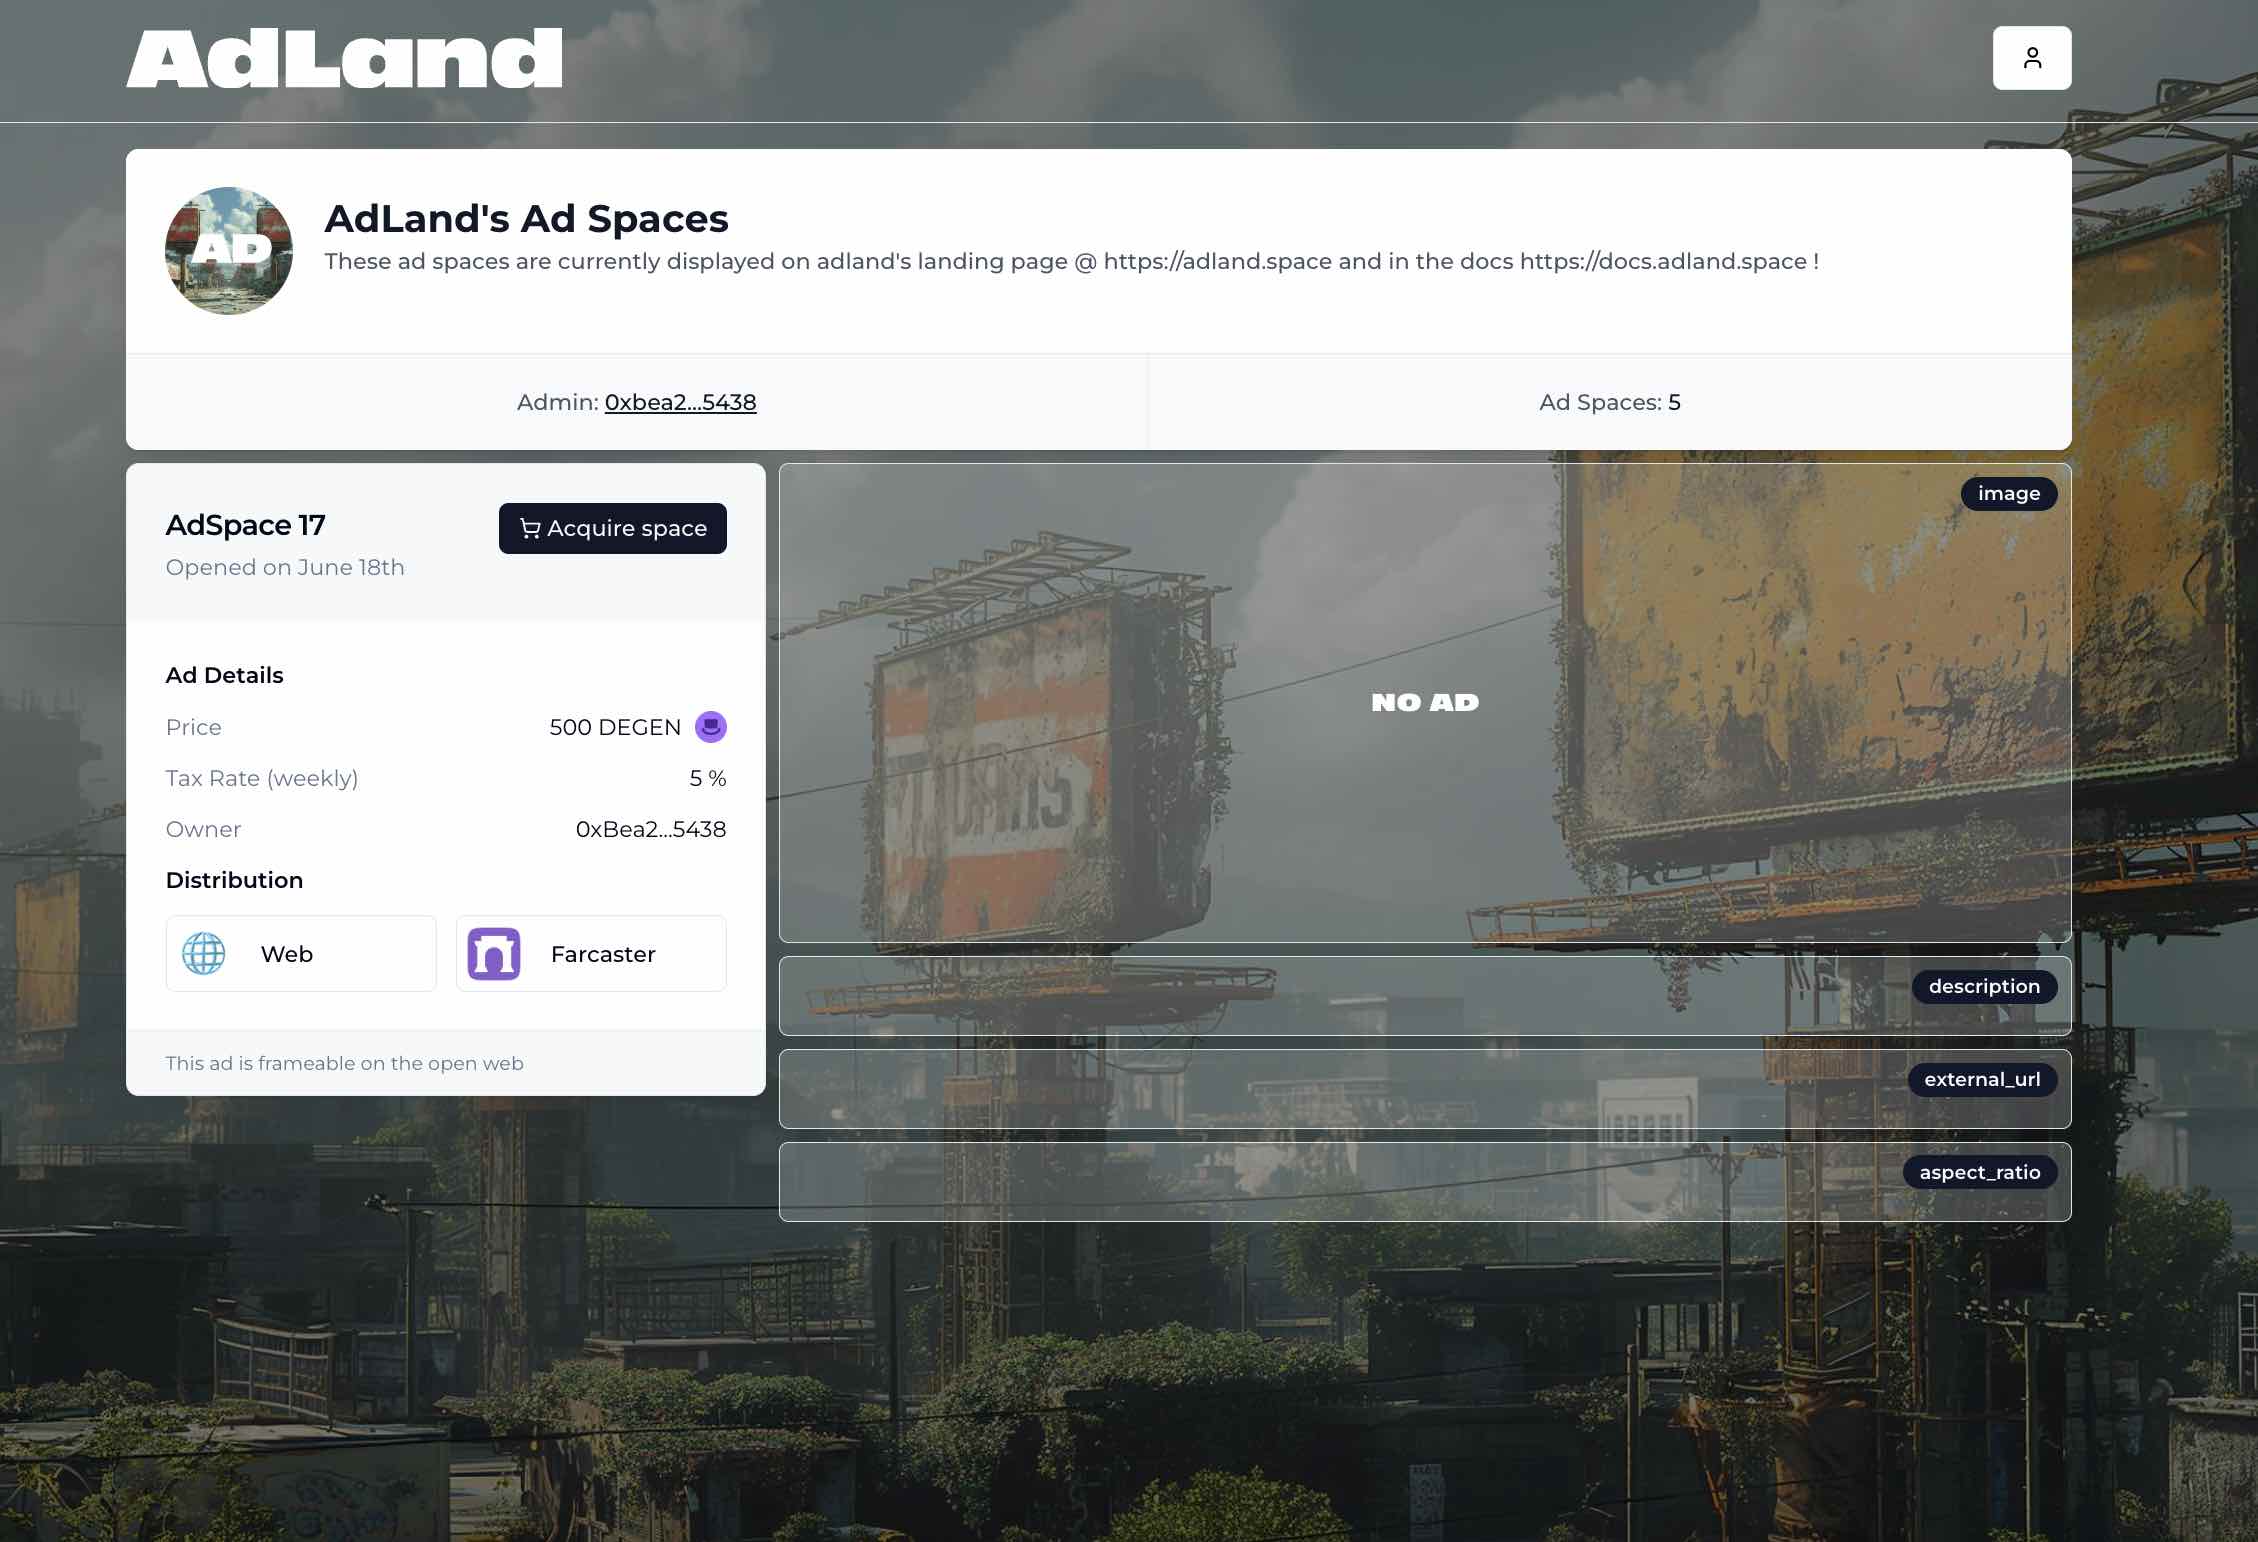 AdLand
AD
AdLand's Ad Spaces
These ad spaces are currently displayed on adland's landing page @ https://adland.space and in the docs https://docs.adland.space !
Admin: 0xbea2...5438
Ad Spaces: 5
AdSpace 17
Acquire space
Opened on June 18th
Ad Details
Price 500 DEGEN
Tax Rate (weekly) 5 %
Owner 0xBea2...5438
Distribution
Web Farcaster
This ad is frameable on the open web
image
NO AD
description
external_url
aspect_ratio